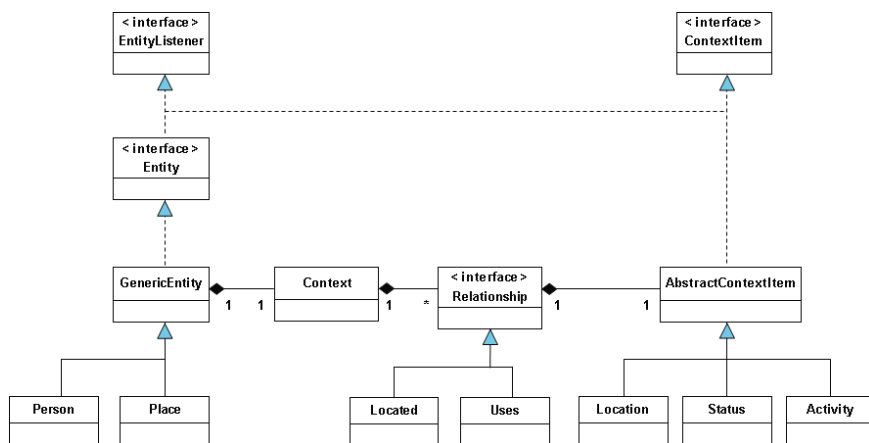 < interface >
EntityListener
< interface >
ContextItem
< interface >
Entity
GenericEntity
1
1
Context
1
*
< interface >
Relationship
1
1
AbstractContextItem
Person
Place
Located
Uses
Location
Status
Activity